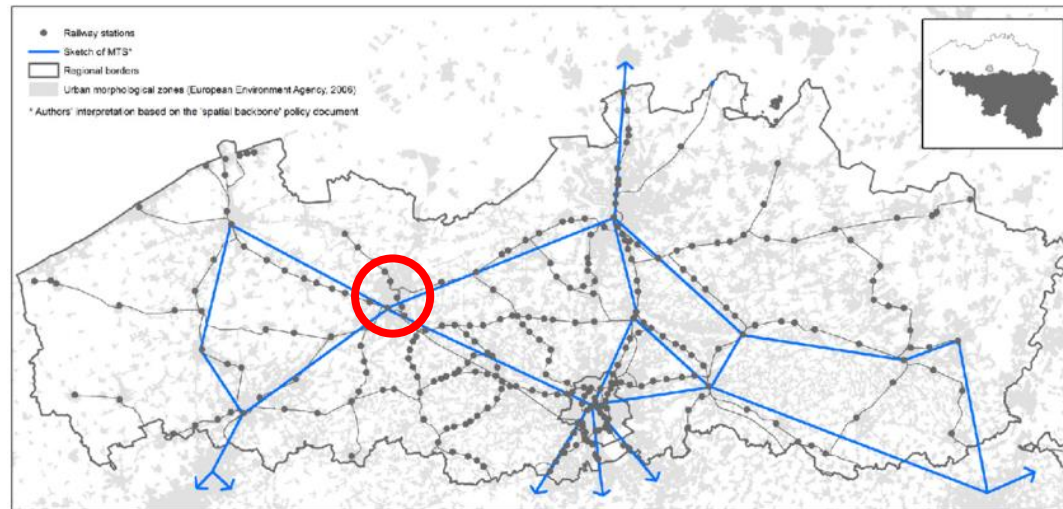 Railway stations
Sketch of MTS*
Regional borders
Urban morphological zones (European Environment Agency, 2006)
* Authors' interpretation based on the 'spatial backbone' policy document